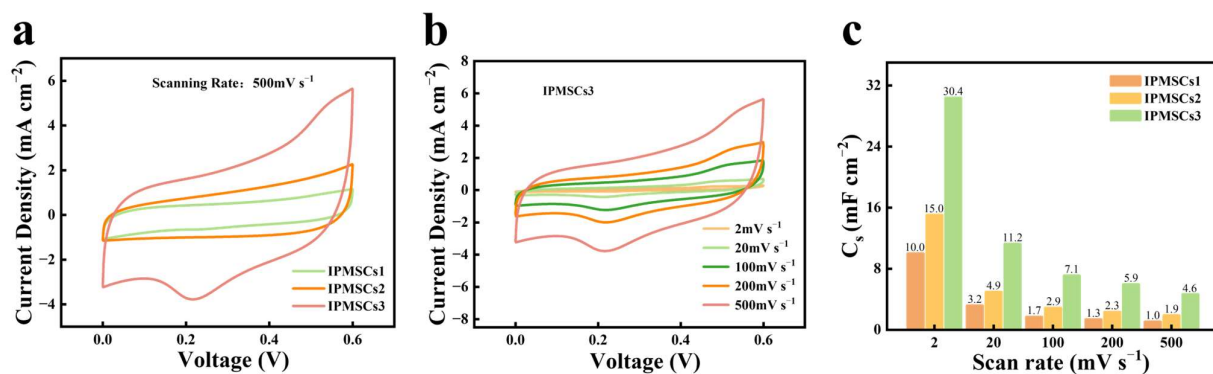 a
Scanning Rate：500mV s⁻¹
Current Density (mA cm⁻²)
6
4
2
0
−2
−4
0.0
0.2
0.4
0.6
Voltage (V)
IPMSCs1
IPMSCs2
IPMSCs3
b
IPMSCs3
Current Density (mA cm⁻²)
8
6
4
2
0
−2
−4
−6
−8
0.0
0.2
0.4
0.6
Voltage (V)
2mV s⁻¹
20mV s⁻¹
100mV s⁻¹
200mV s⁻¹
500mV s⁻¹
c
Cₛ (mF cm⁻²)
32
24
16
8
0
IPMSCs1
IPMSCs2
IPMSCs3
10.0
15.0
30.4
3.2
4.9
11.2
1.7
2.9
7.1
1.3
2.3
5.9
1.0
1.9
4.6
2
20
100
200
500
Scan rate (mV s⁻¹)